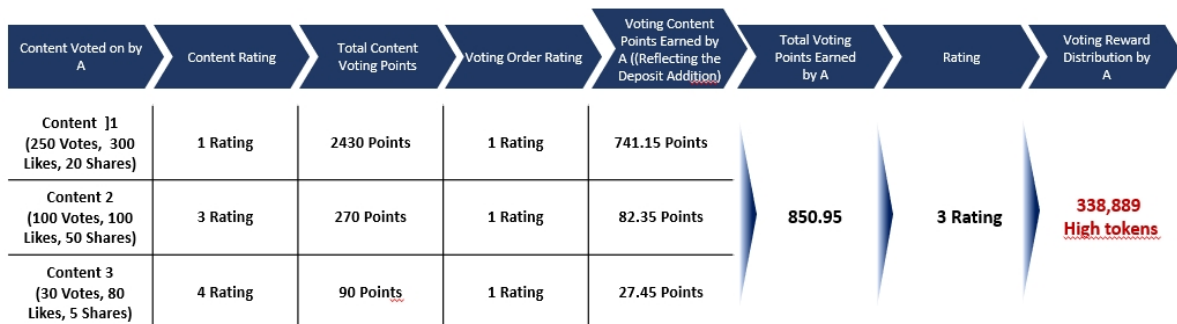 Content Voted on by
A
Content Rating
Total Content
Voting Points
Voting Order Rating
Voting Content
Points Earned by
A ((Reflecting the
Deposit Addition)
Total Voting
Points Earned
by A
Rating
Voting Reward
Distribution by
A
Content ]1
(250 Votes, 300
Likes, 20 Shares)
1 Rating
2430 Points
1 Rating
741.15 Points
Content 2
(100 Votes, 100
Likes, 50 Shares)
3 Rating
270 Points
1 Rating
82.35 Points
Content 3
(30 Votes, 80
Likes, 5 Shares)
4 Rating
90 Points
1 Rating
27.45 Points
850.95
3 Rating
338,889
High tokens